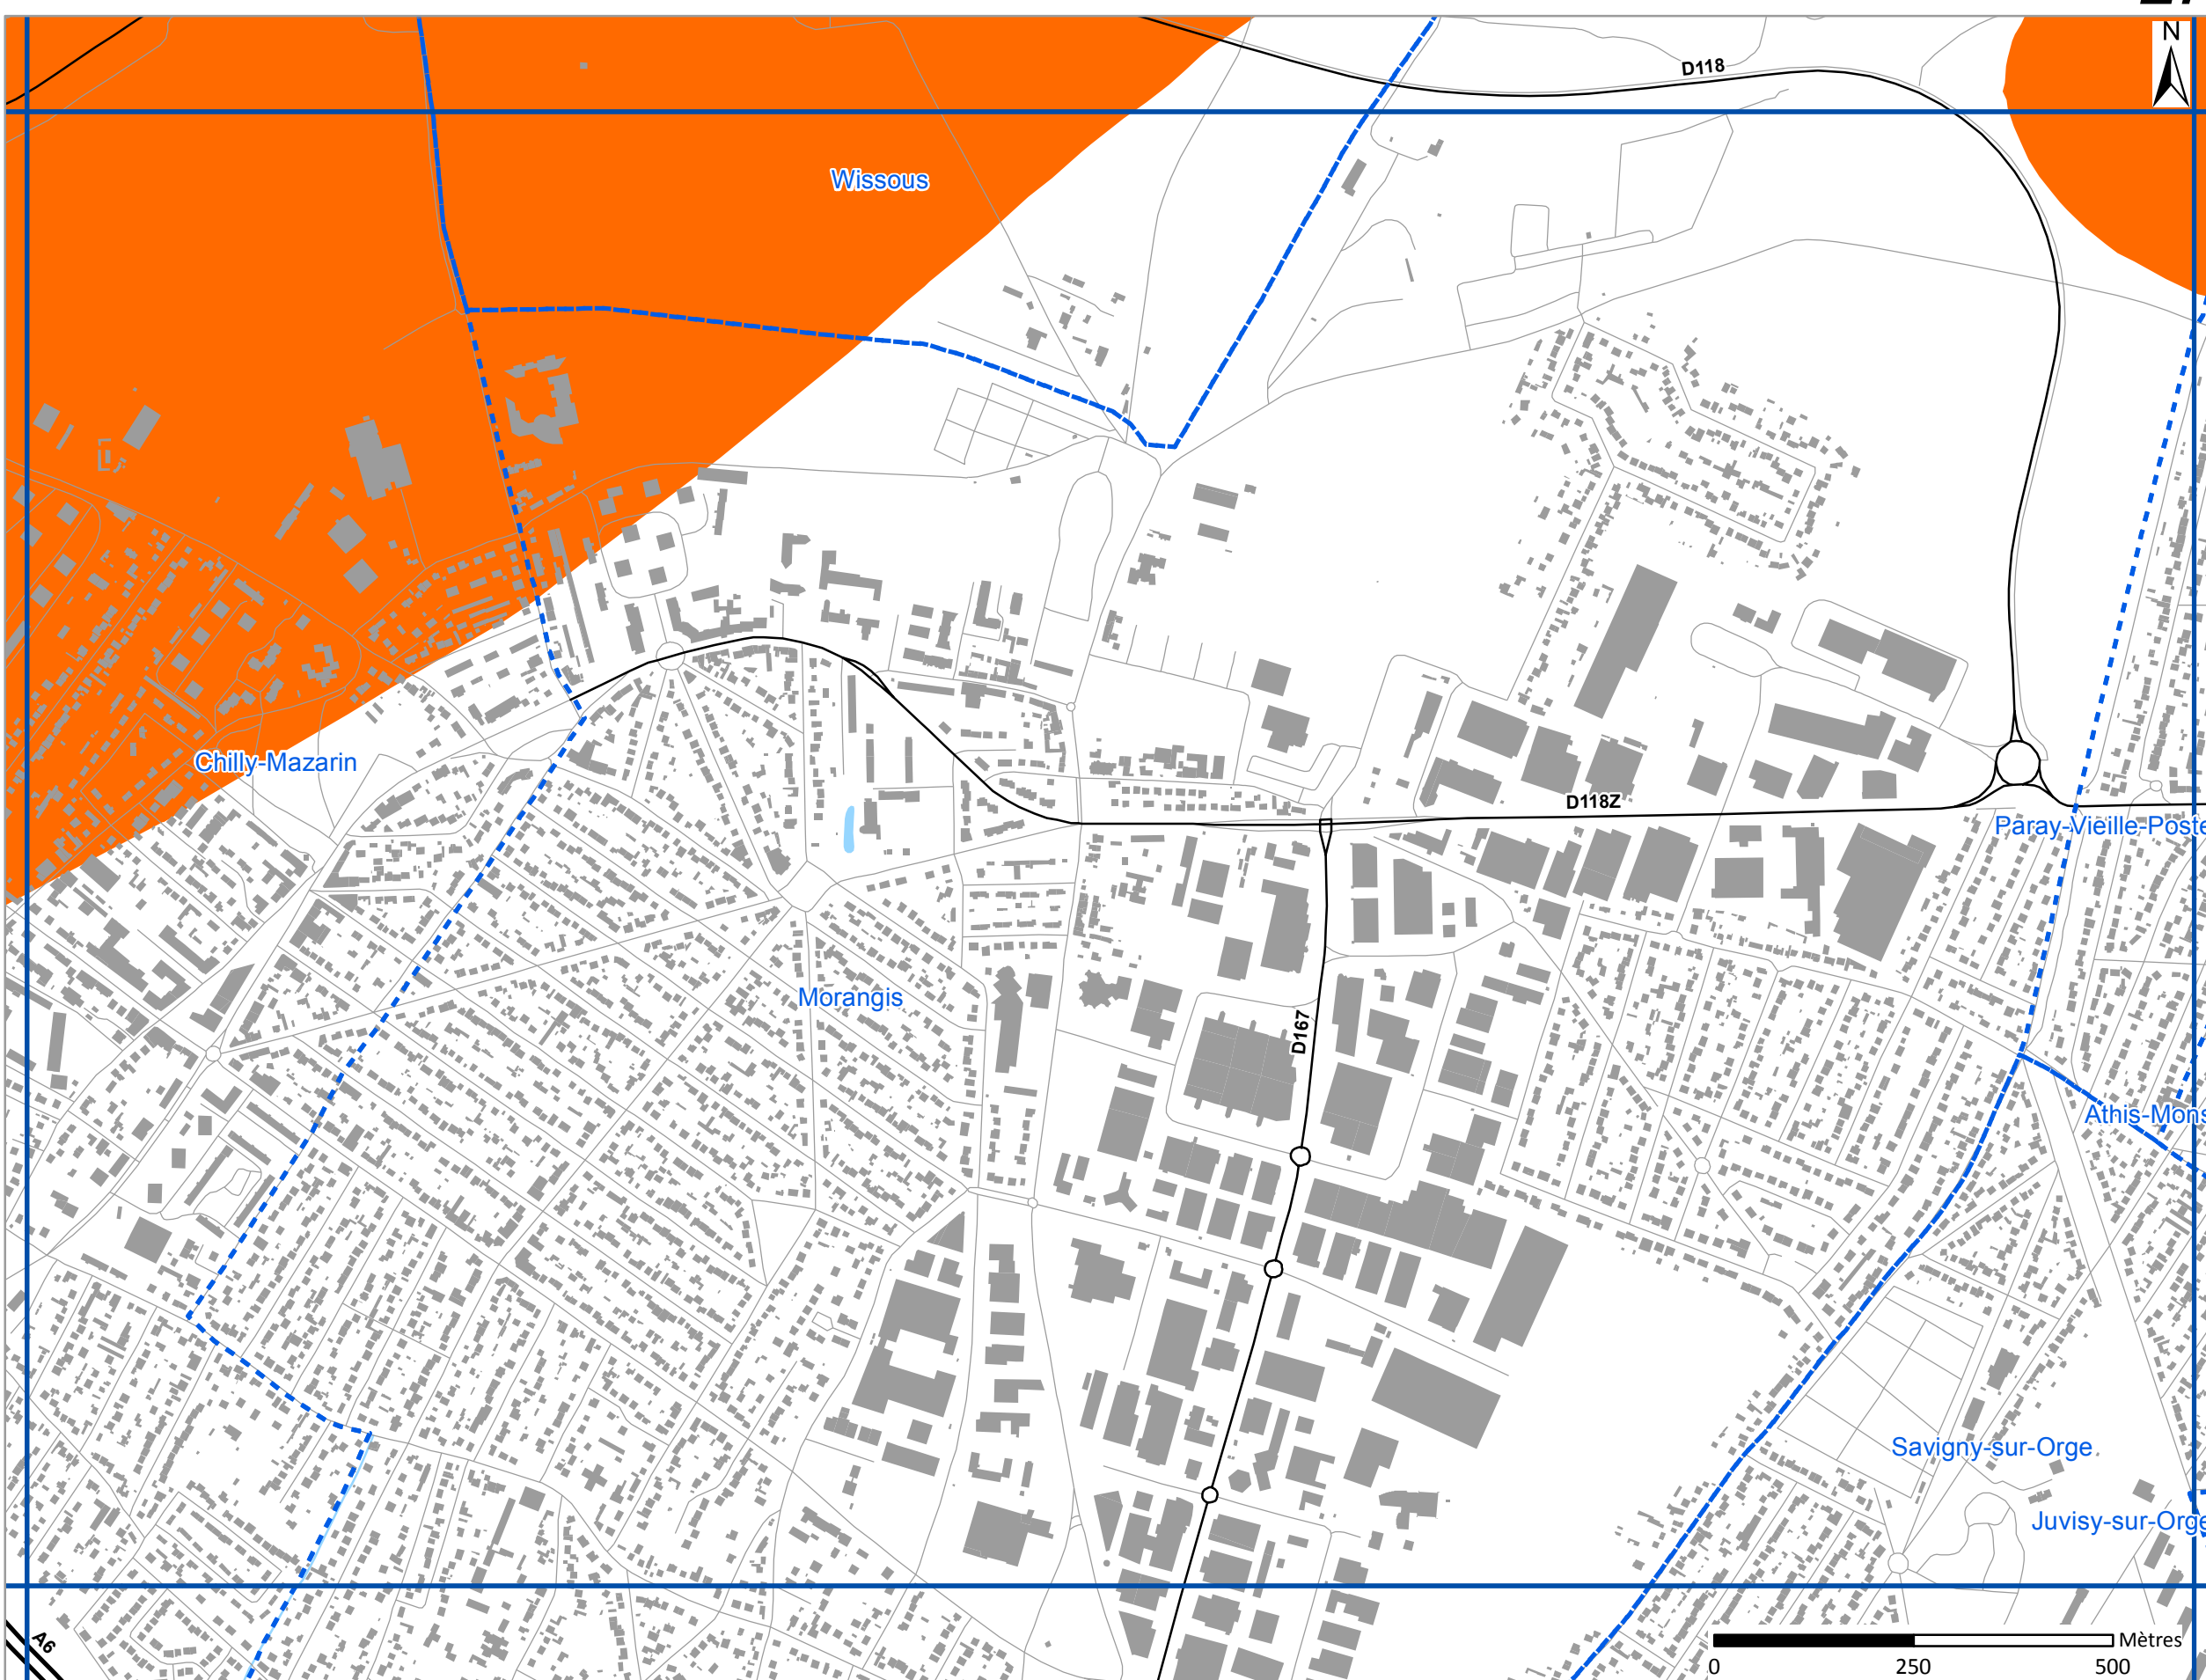 N
D118
Wissous
Chilly-Mazarin
D118Z
Paray-Vieille-Poste
Morangis
D167
Athis-Mons
Savigny-sur-Orge
Juvisy-sur-Orge
A6
Mètres
0 250 500